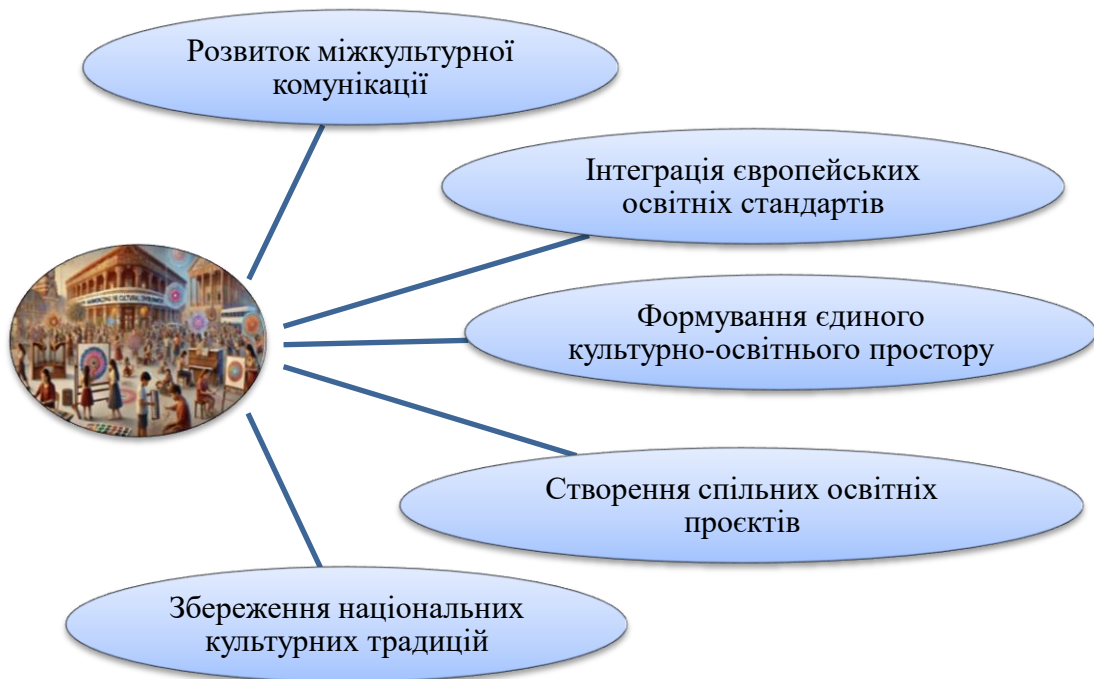 Розвиток міжкультурної
комунікації
Інтеграція європейських
освітніх стандартів
Формування єдиного
культурно-освітнього простору
Створення спільних освітніх
проєктів
Збереження національних
культурних традицій